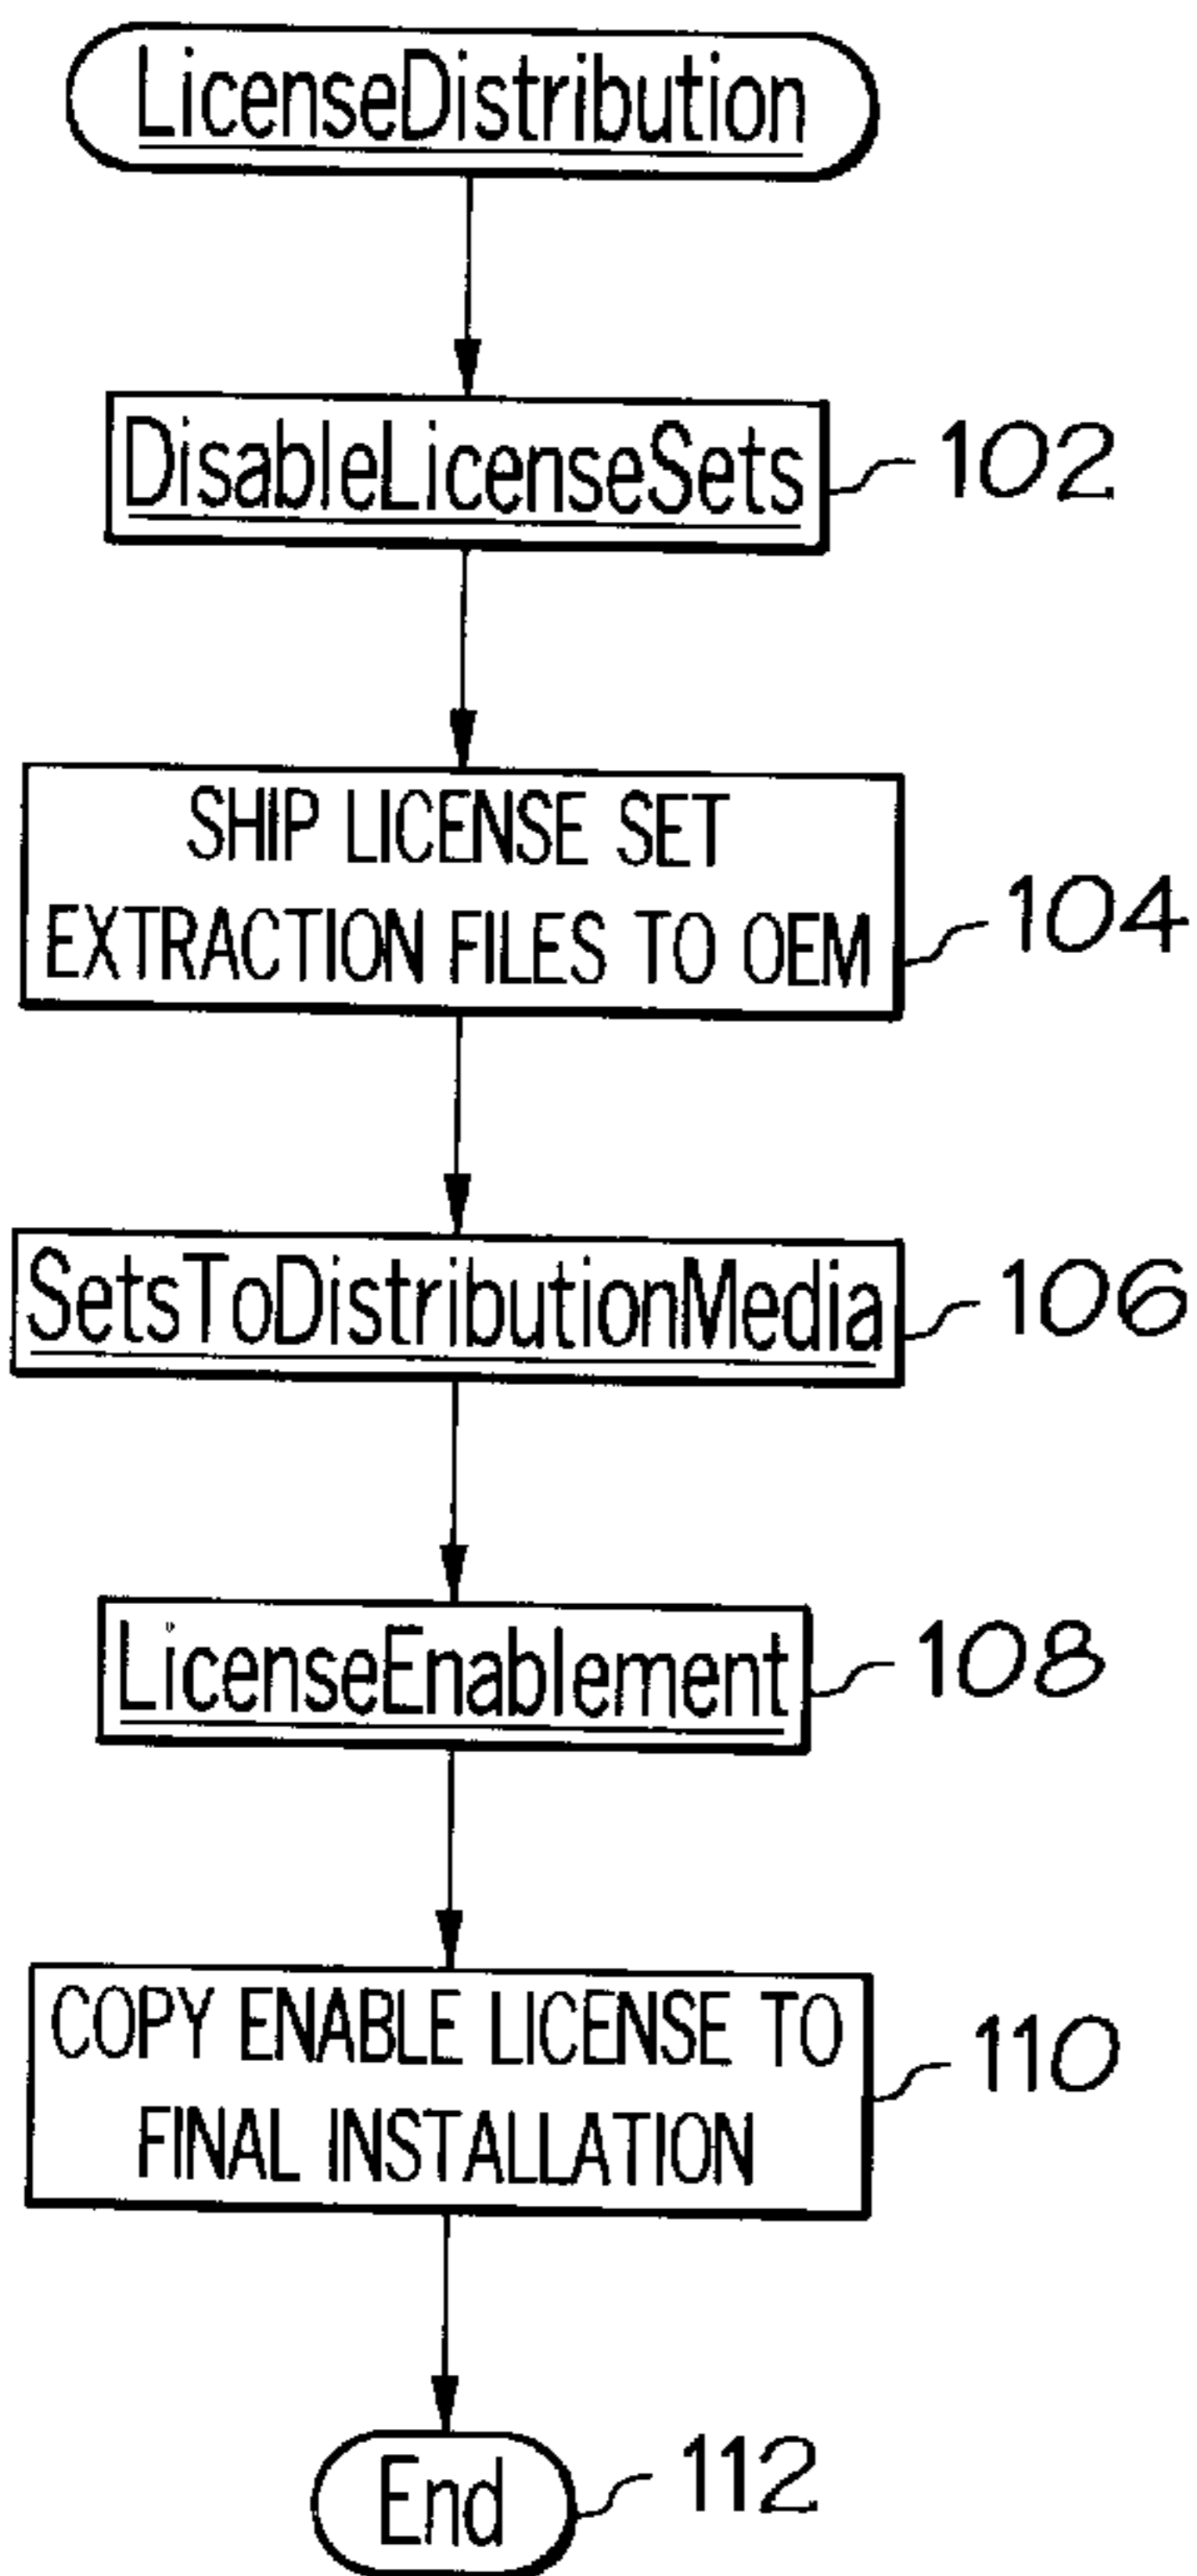 LicenseDistribution
DisableLicenseSets
102
SHIP LICENSE SET
EXTRACTION FILES TO OEM
104
SetsToDistributionMedia
106
LicenseEnablement
108
COPY ENABLE LICENSE TO
FINAL INSTALLATION
110
End
112